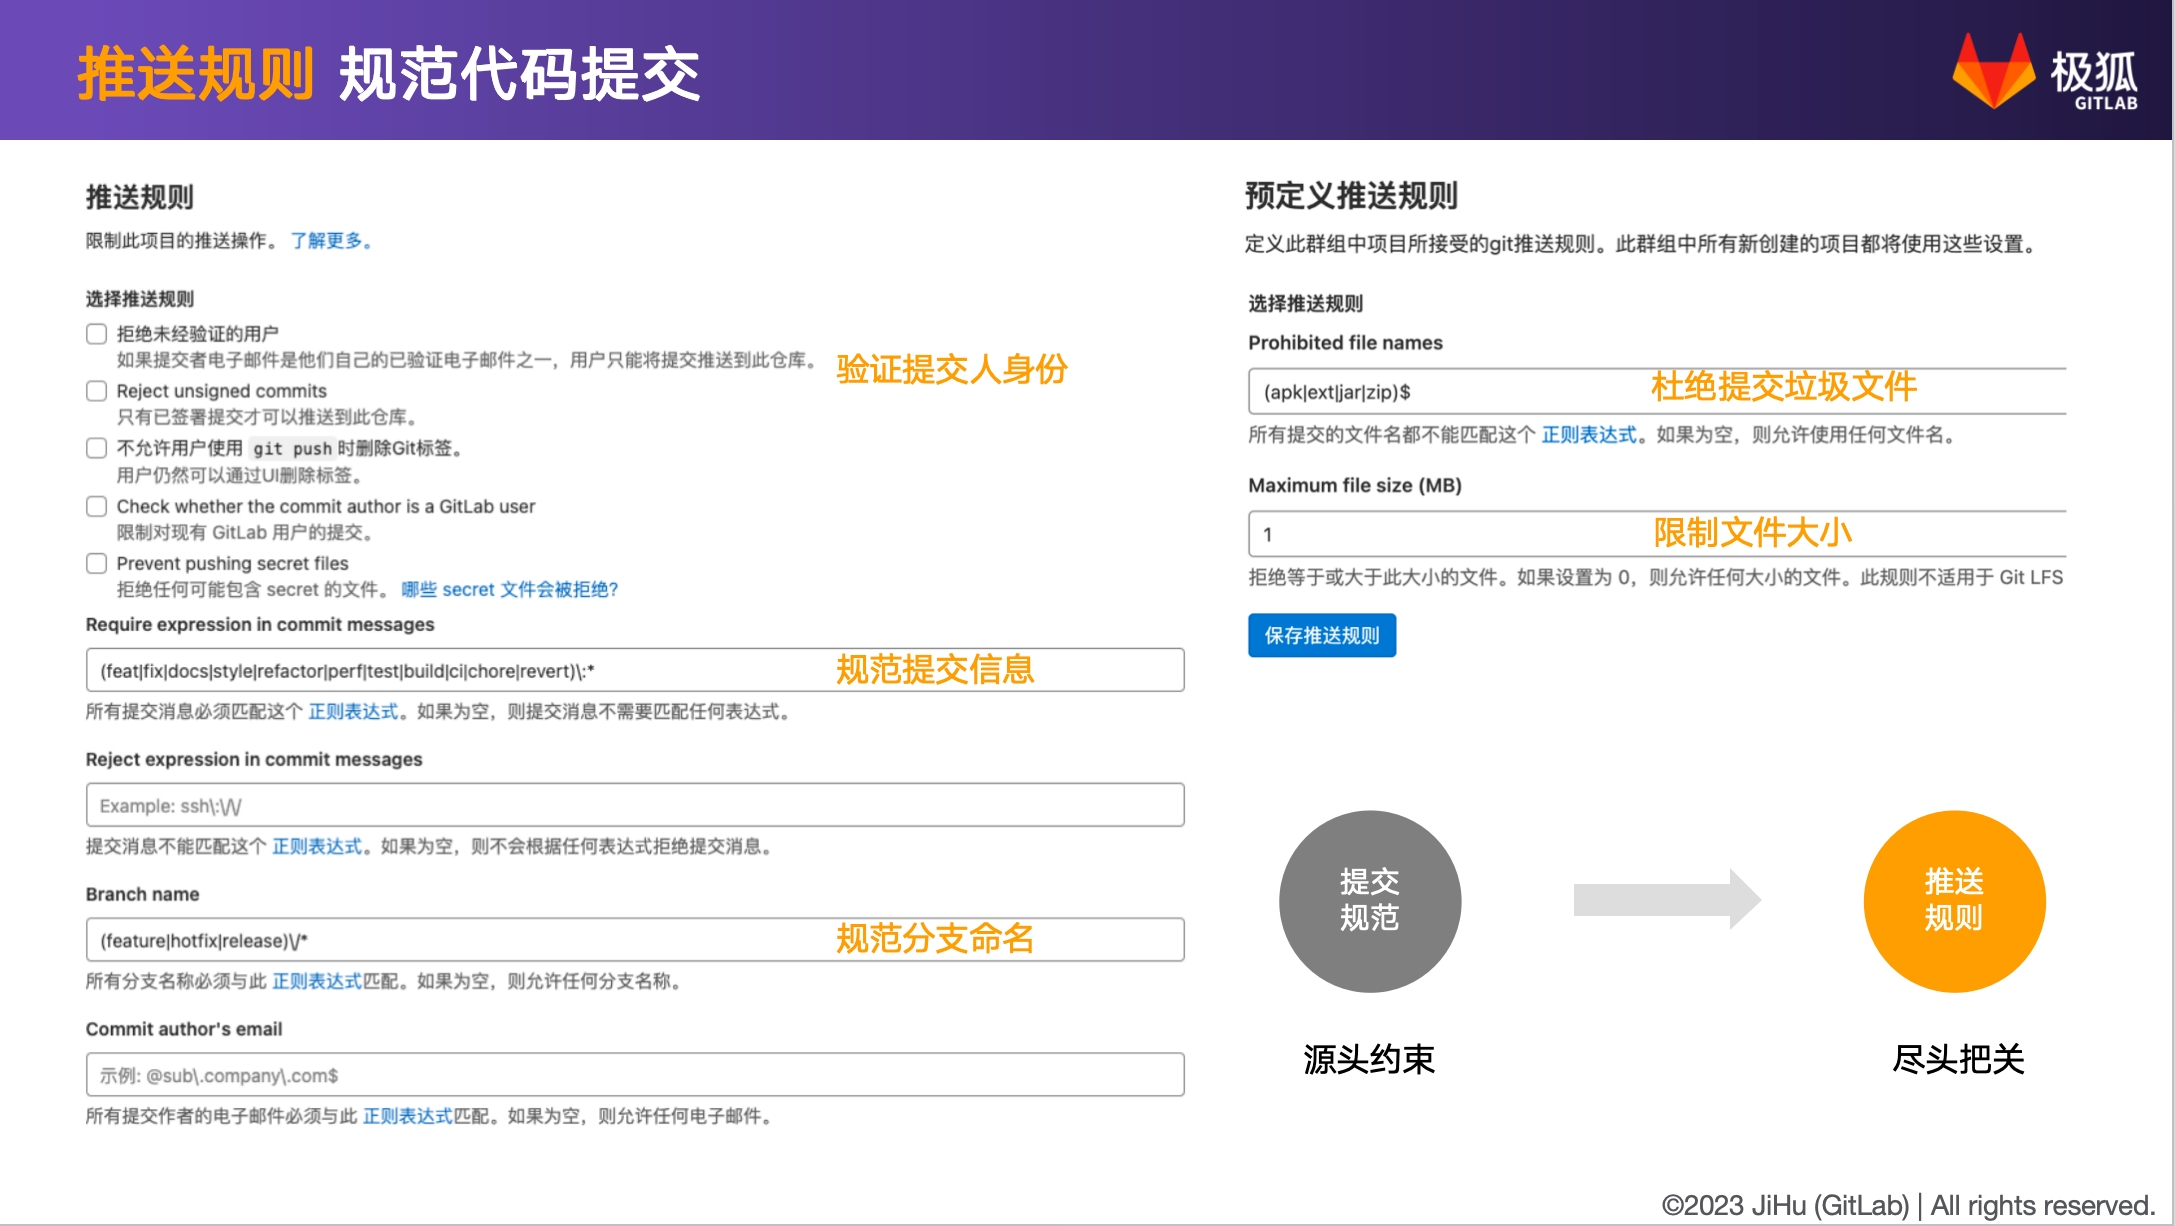 推送规则 规范代码提交
极狐
GITLAB
推送规则
限制此项目的推送操作。 了解更多。
选择推送规则
拒绝未经验证的用户
如果提交者电子邮件是他们自己的已验证电子邮件之一，用户只能将提交推送到此仓库。
验证提交人身份
Reject unsigned commits
只有已签署提交才可以推送到此仓库。
不允许用户使用 git push 时删除Git标签。
用户仍然可以通过UI删除标签。
Check whether the commit author is a GitLab user
限制对现有 GitLab 用户的提交。
Prevent pushing secret files
拒绝任何可能包含 secret 的文件。 哪些 secret 文件会被拒绝?
Require expression in commit messages
(feat|fix|docs|style|refactor|perf|test|build|ci|chore|revert)\:*
规范提交信息
所有提交消息必须匹配这个 正则表达式。如果为空，则提交消息不需要匹配任何表达式。
Reject expression in commit messages
Example: ssh\:\/\/
提交消息不能匹配这个 正则表达式。如果为空，则不会根据任何表达式拒绝提交消息。
Branch name
(feature|hotfix|release)\/*
规范分支命名
所有分支名称必须与此 正则表达式匹配。如果为空，则允许任何分支名称。
Commit author's email
示例: @sub\.company\.com$
所有提交作者的电子邮件必须与此 正则表达式匹配。如果为空，则允许任何电子邮件。
预定义推送规则
定义此群组中项目所接受的git推送规则。此群组中所有新创建的项目都将使用这些设置。
选择推送规则
Prohibited file names
(apk|ext|jar|zip)$
杜绝提交垃圾文件
所有提交的文件名都不能匹配这个 正则表达式。如果为空，则允许使用任何文件名。
Maximum file size (MB)
1
限制文件大小
拒绝等于或大于此大小的文件。如果设置为 0，则允许任何大小的文件。此规则不适用于 Git LFS
保存推送规则
提交
规范
推送
规则
源头约束
尽头把关
©2023 JiHu (GitLab) | All rights reserved.